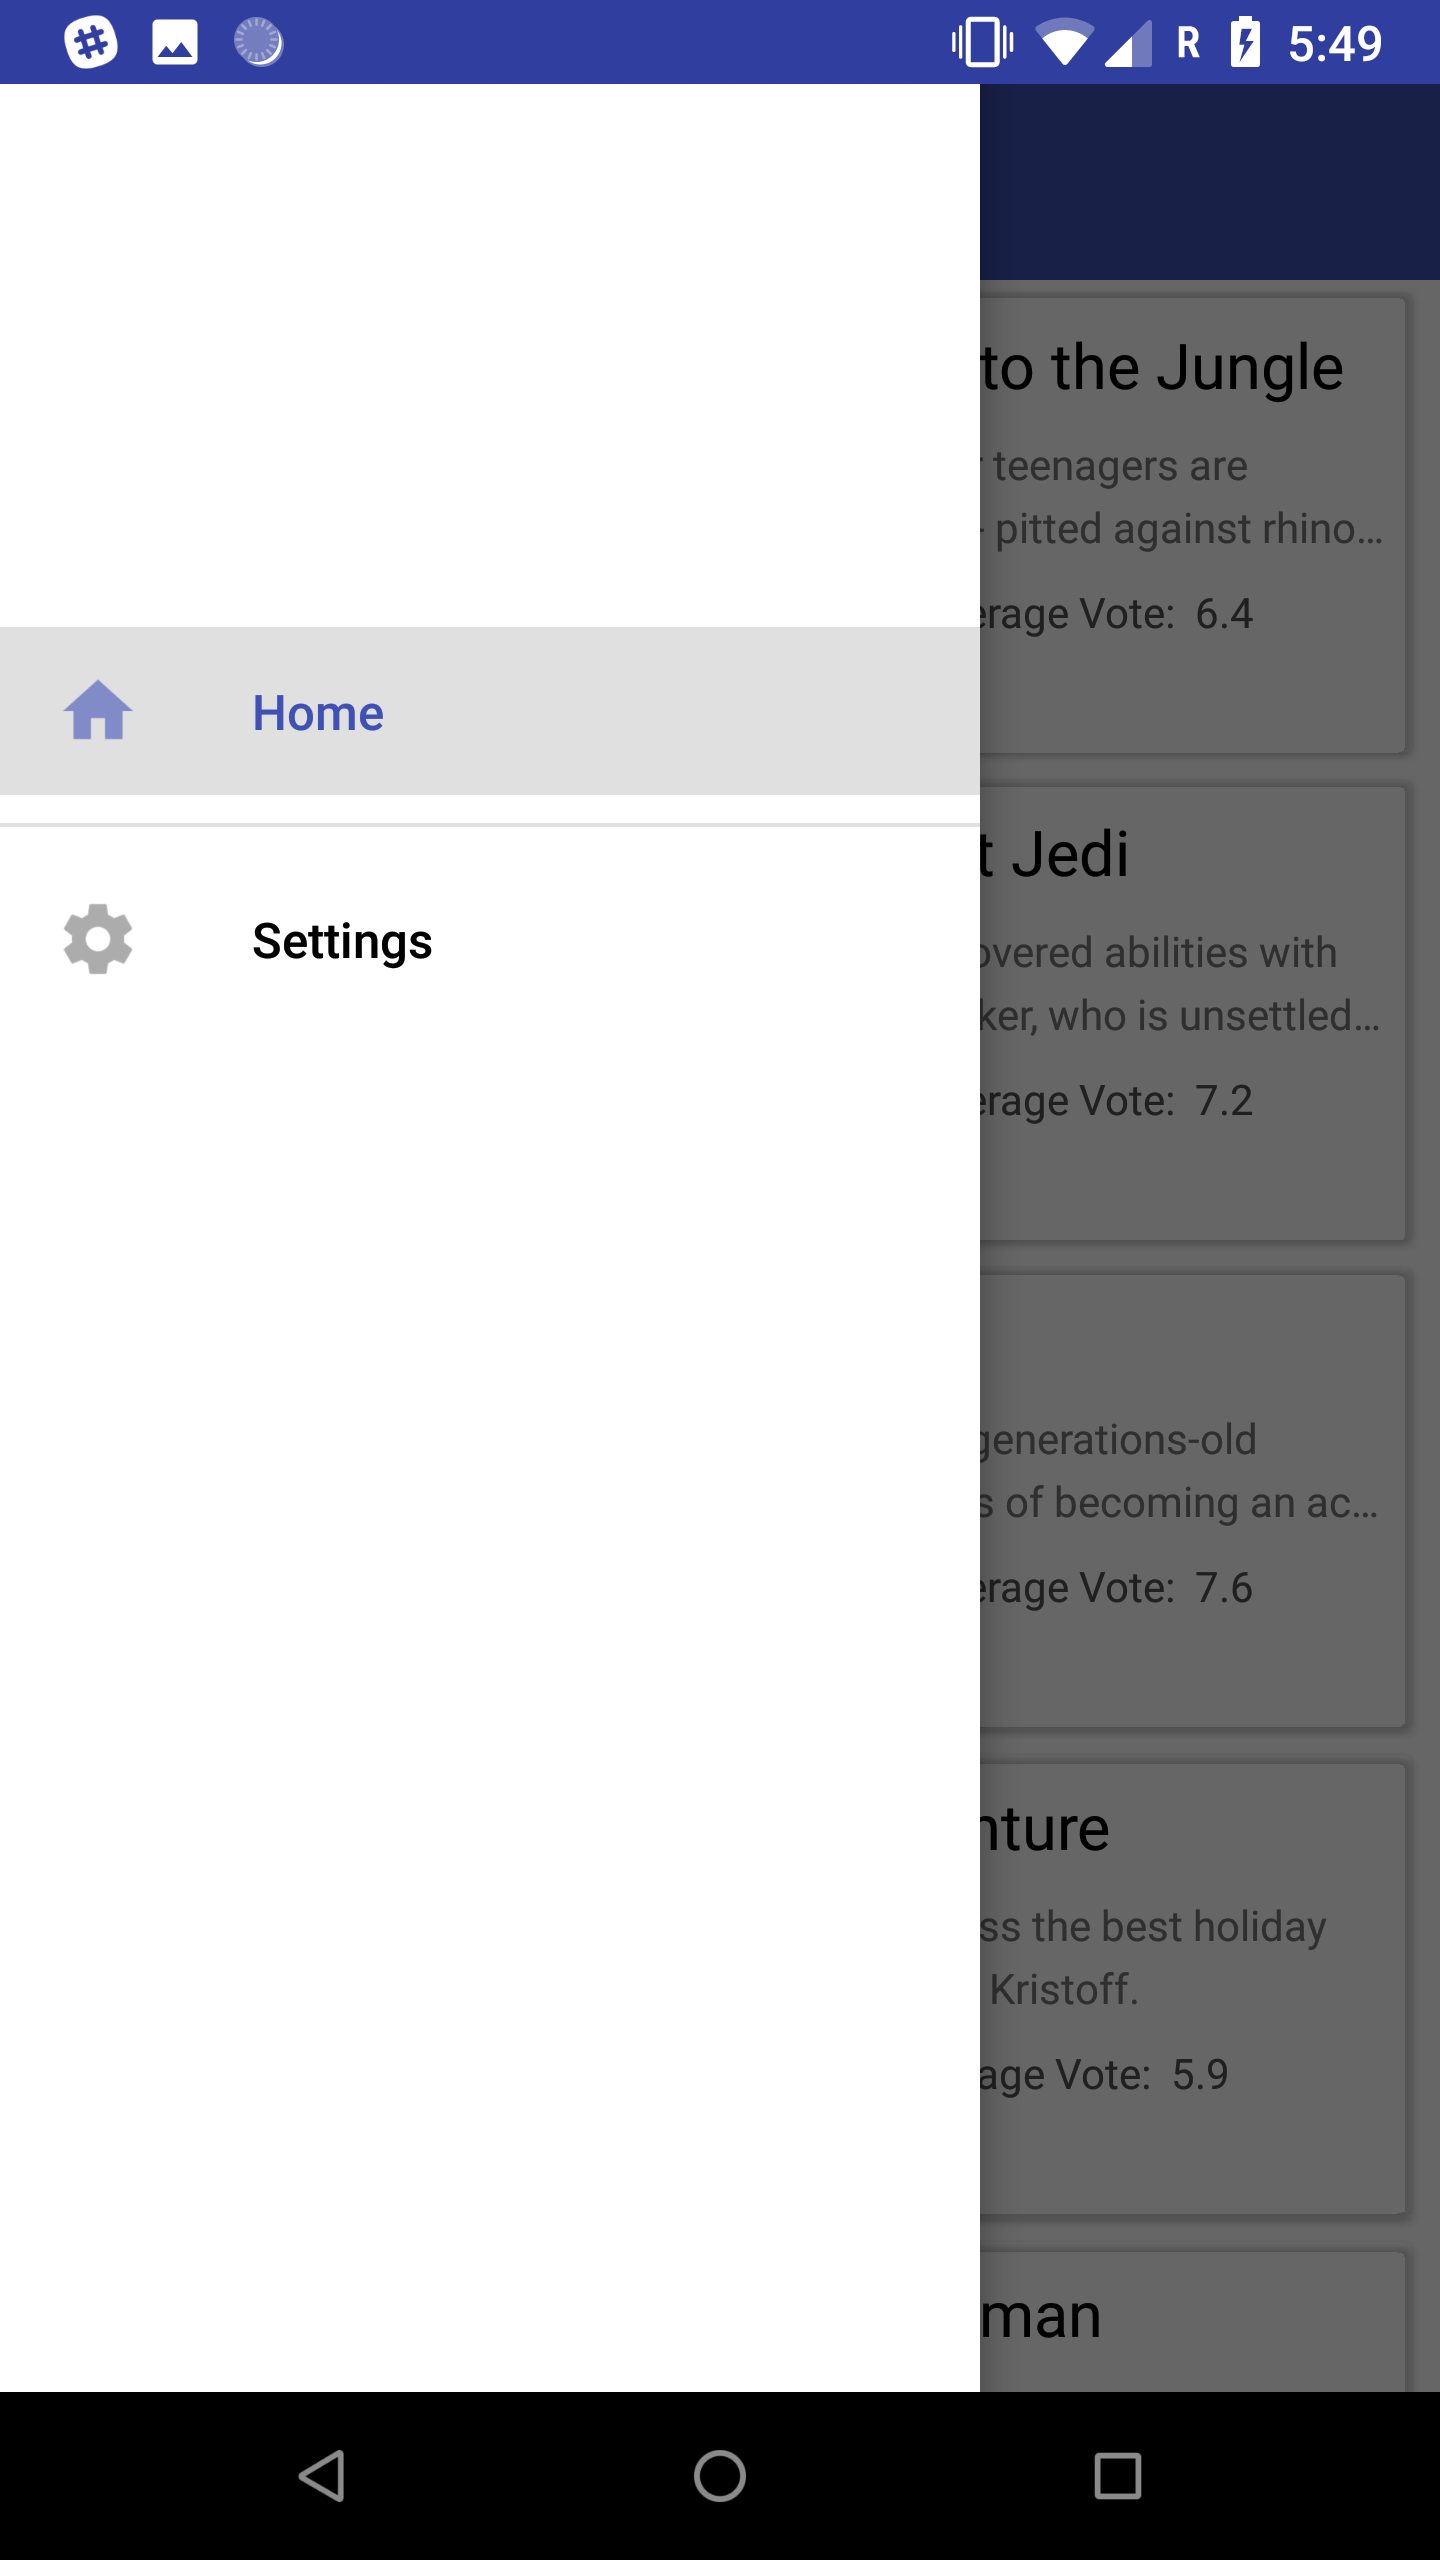 R 5:49
to the Jungle
teenagers are
- pitted against rhino…
erage Vote: 6.4
Home
t Jedi
Settings
overed abilities with
ker, who is unsettled…
erage Vote: 7.2
generations-old
s of becoming an ac…
erage Vote: 7.6
nture
ss the best holiday
Kristoff.
age Vote: 5.9
man